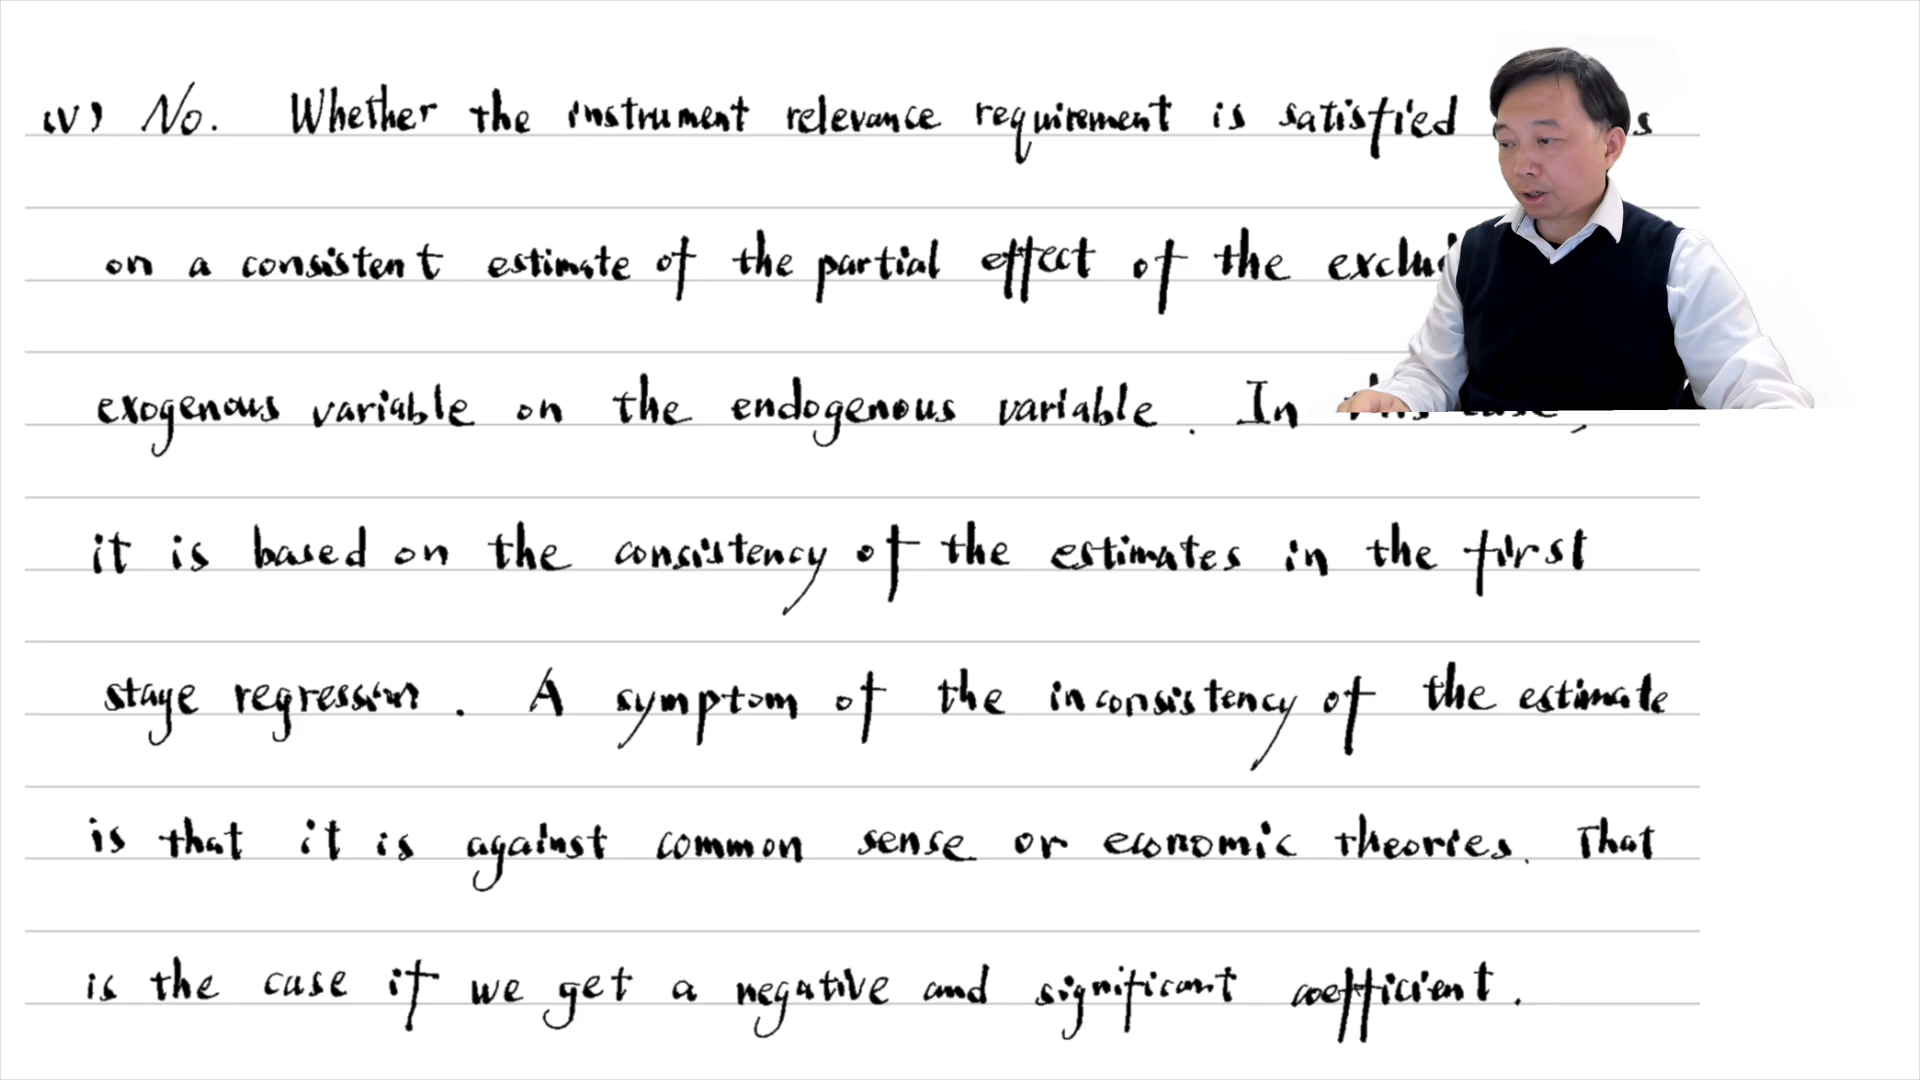 (V) No. Whether the instrument relevance requirement is satisfied
on a consistent estimate of the partial effect of the
exogenous variable on the endogenous variable. In
it is based on the consistency of the estimates in the first
stage regression. A symptom of the inconsistency of the estimate
is that it is against common sense or economic theories. That
is the case if we get a negative and significant coefficient.